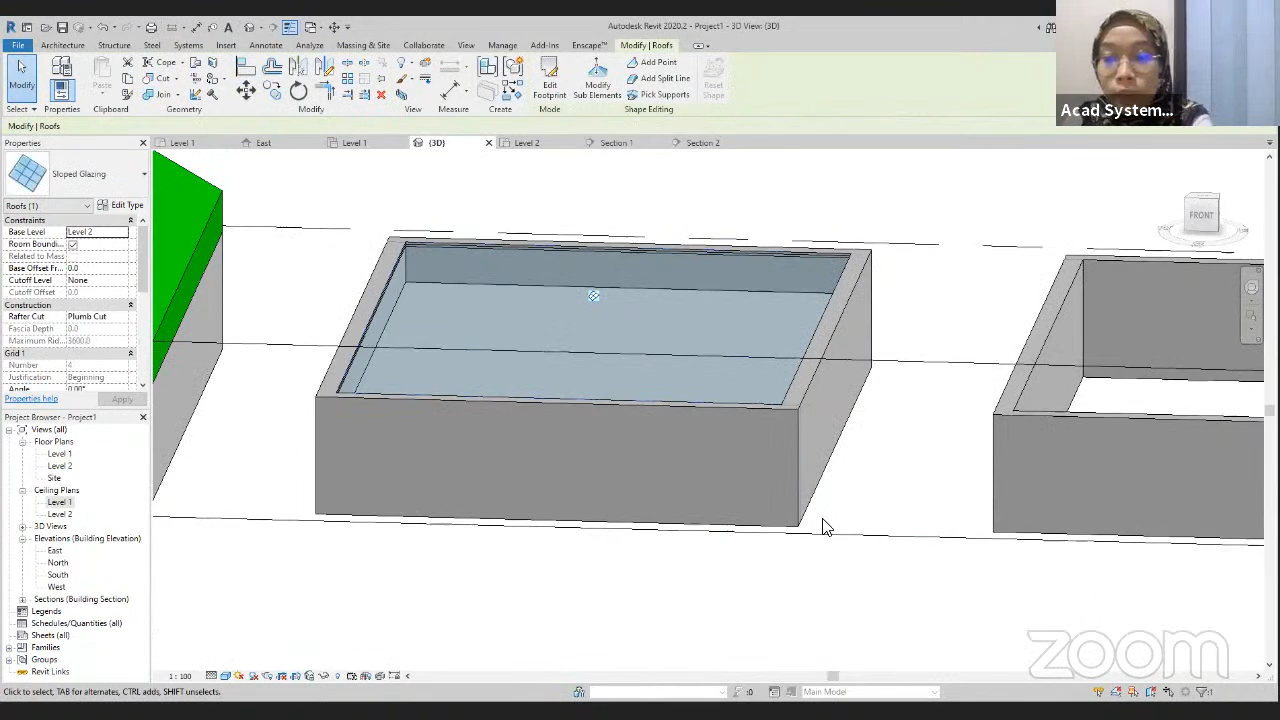 Autodesk Revit 2020.2 - Project1 - 3D View: {3D}
File Architecture Structure Steel Systems Insert Annotate Analyze Massing & Site Collaborate View Manage Add-Ins Enscape™ Modify | Roofs
Modify
Cope
Cut
Join
Paste
Edit
Footprint
Modify
Sub Elements
Add Point
Add Split Line
Pick Supports
Reset
Shape
Select Properties Clipboard Geometry Modify View Measure Create Mode Shape Editing
Acad System...
Modify | Roofs
Properties
Level 1 East Level 1 {3D} Level 2 Section 1 Section 2
Sloped Glazing
Roofs (1) Edit Type
Constraints
Base Level Level 2
Room Boundi...
Related to Mass
Base Offset Fr... 0.0
Cutoff Level None
Cutoff Offset 0.0
Construction
Rafter Cut Plumb Cut
Fascia Depth 0.0
Maximum Rid... 3600.0
Grid 1
Number 4
Justification Beginning
Angle 0.00°
Properties help Apply
Project Browser - Project1
Views (all)
Floor Plans
Level 1
Level 2
Site
Ceiling Plans
Level 1
Level 2
3D Views
Elevations (Building Elevation)
East
North
South
West
Sections (Building Section)
Legends
Schedules/Quantities (all)
Sheets (all)
Families
Groups
Revit Links
FRONT
zoom
1 : 100
Click to select, TAB for alternates, CTRL adds, SHIFT unselects.
:0
Main Model
:1